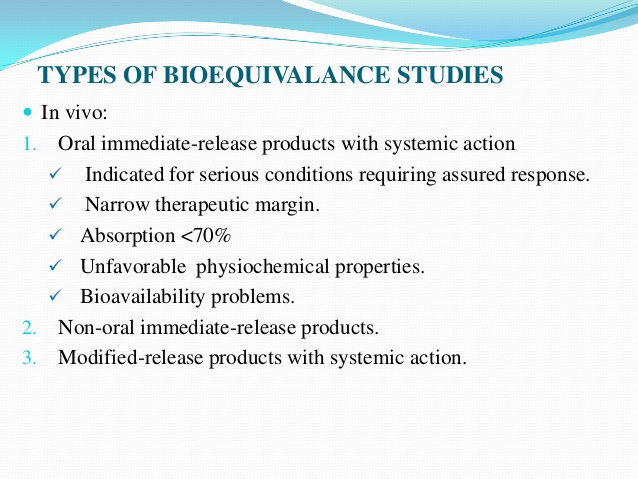 TYPES OF BIOEQUIVALANCE STUDIES
• In vivo:
1. Oral immediate-release products with systemic action
✓ Indicated for serious conditions requiring assured response.
✓ Narrow therapeutic margin.
✓ Absorption <70%
✓ Unfavorable physiochemical properties.
✓ Bioavailability problems.
2. Non-oral immediate-release products.
3. Modified-release products with systemic action.